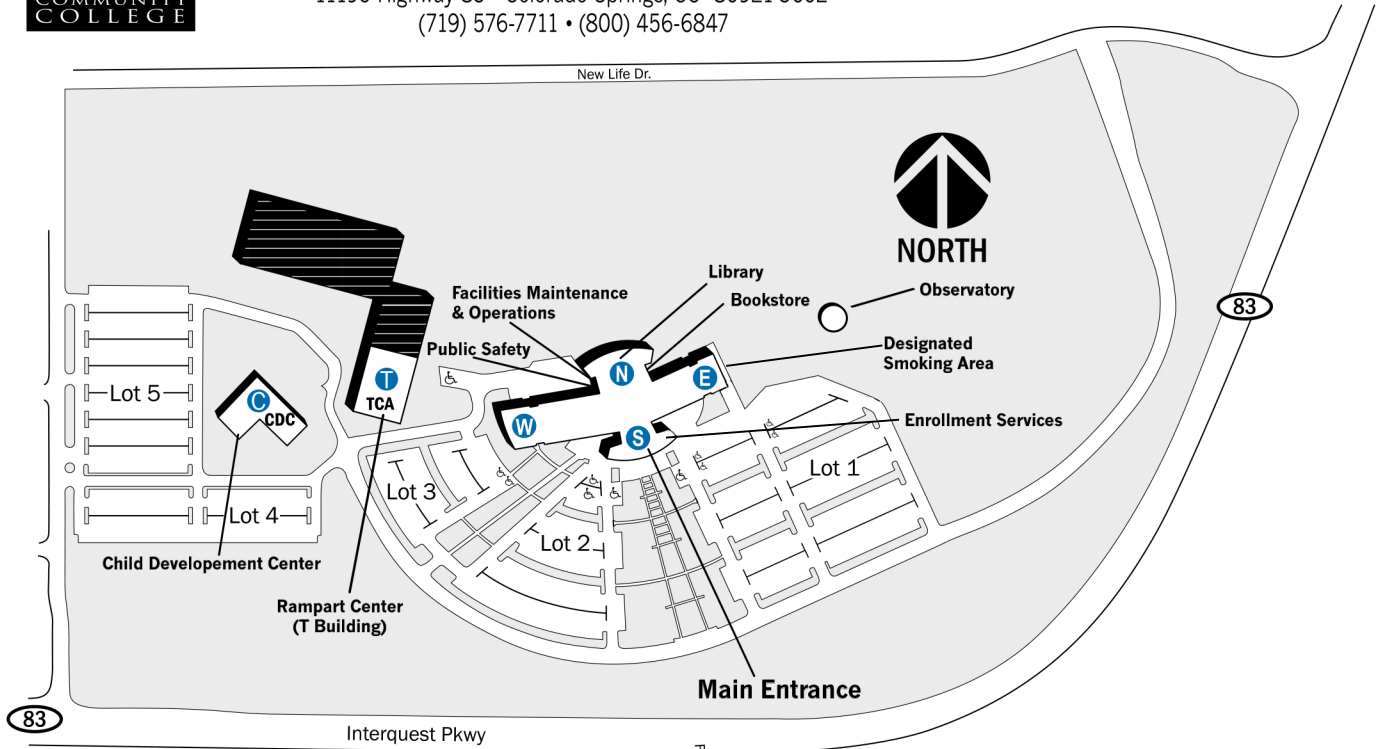 COLLEGE
(719) 576-7711 • (800) 456-6847
New Life Dr.
NORTH
Library
Facilities Maintenance
& Operations
Bookstore
Observatory
83
Public Safety
Designated
Smoking Area
N
T
E
TCA
Lot 5
C
CDC
W
S
Enrollment Services
Lot 1
Lot 3
Lot 4
Lot 2
Child Developement Center
Rampart Center
(T Building)
Main Entrance
83
Interquest Pkwy